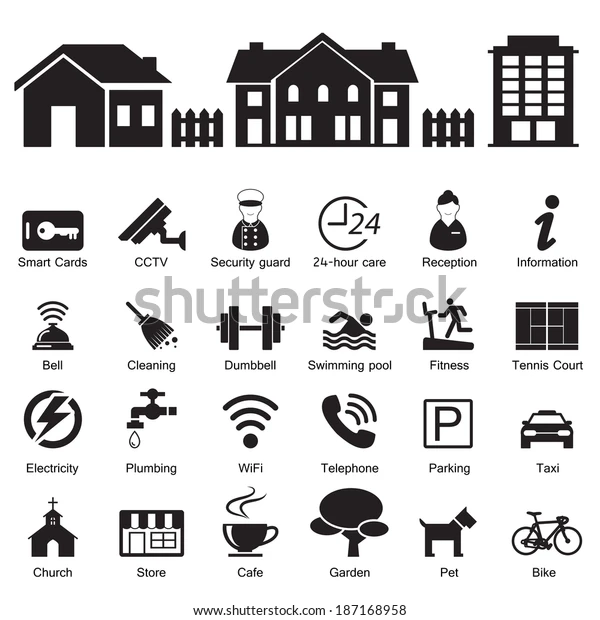 24
Smart Cards CCTV Security guard 24-hour care Reception Information
shutterstock
Bell Cleaning Dumbbell Swimming pool Fitness Tennis Court
P
Electricity Plumbing WiFi Telephone Parking Taxi
Church Store Cafe Garden Pet Bike
www.shutterstock.com · 187168958